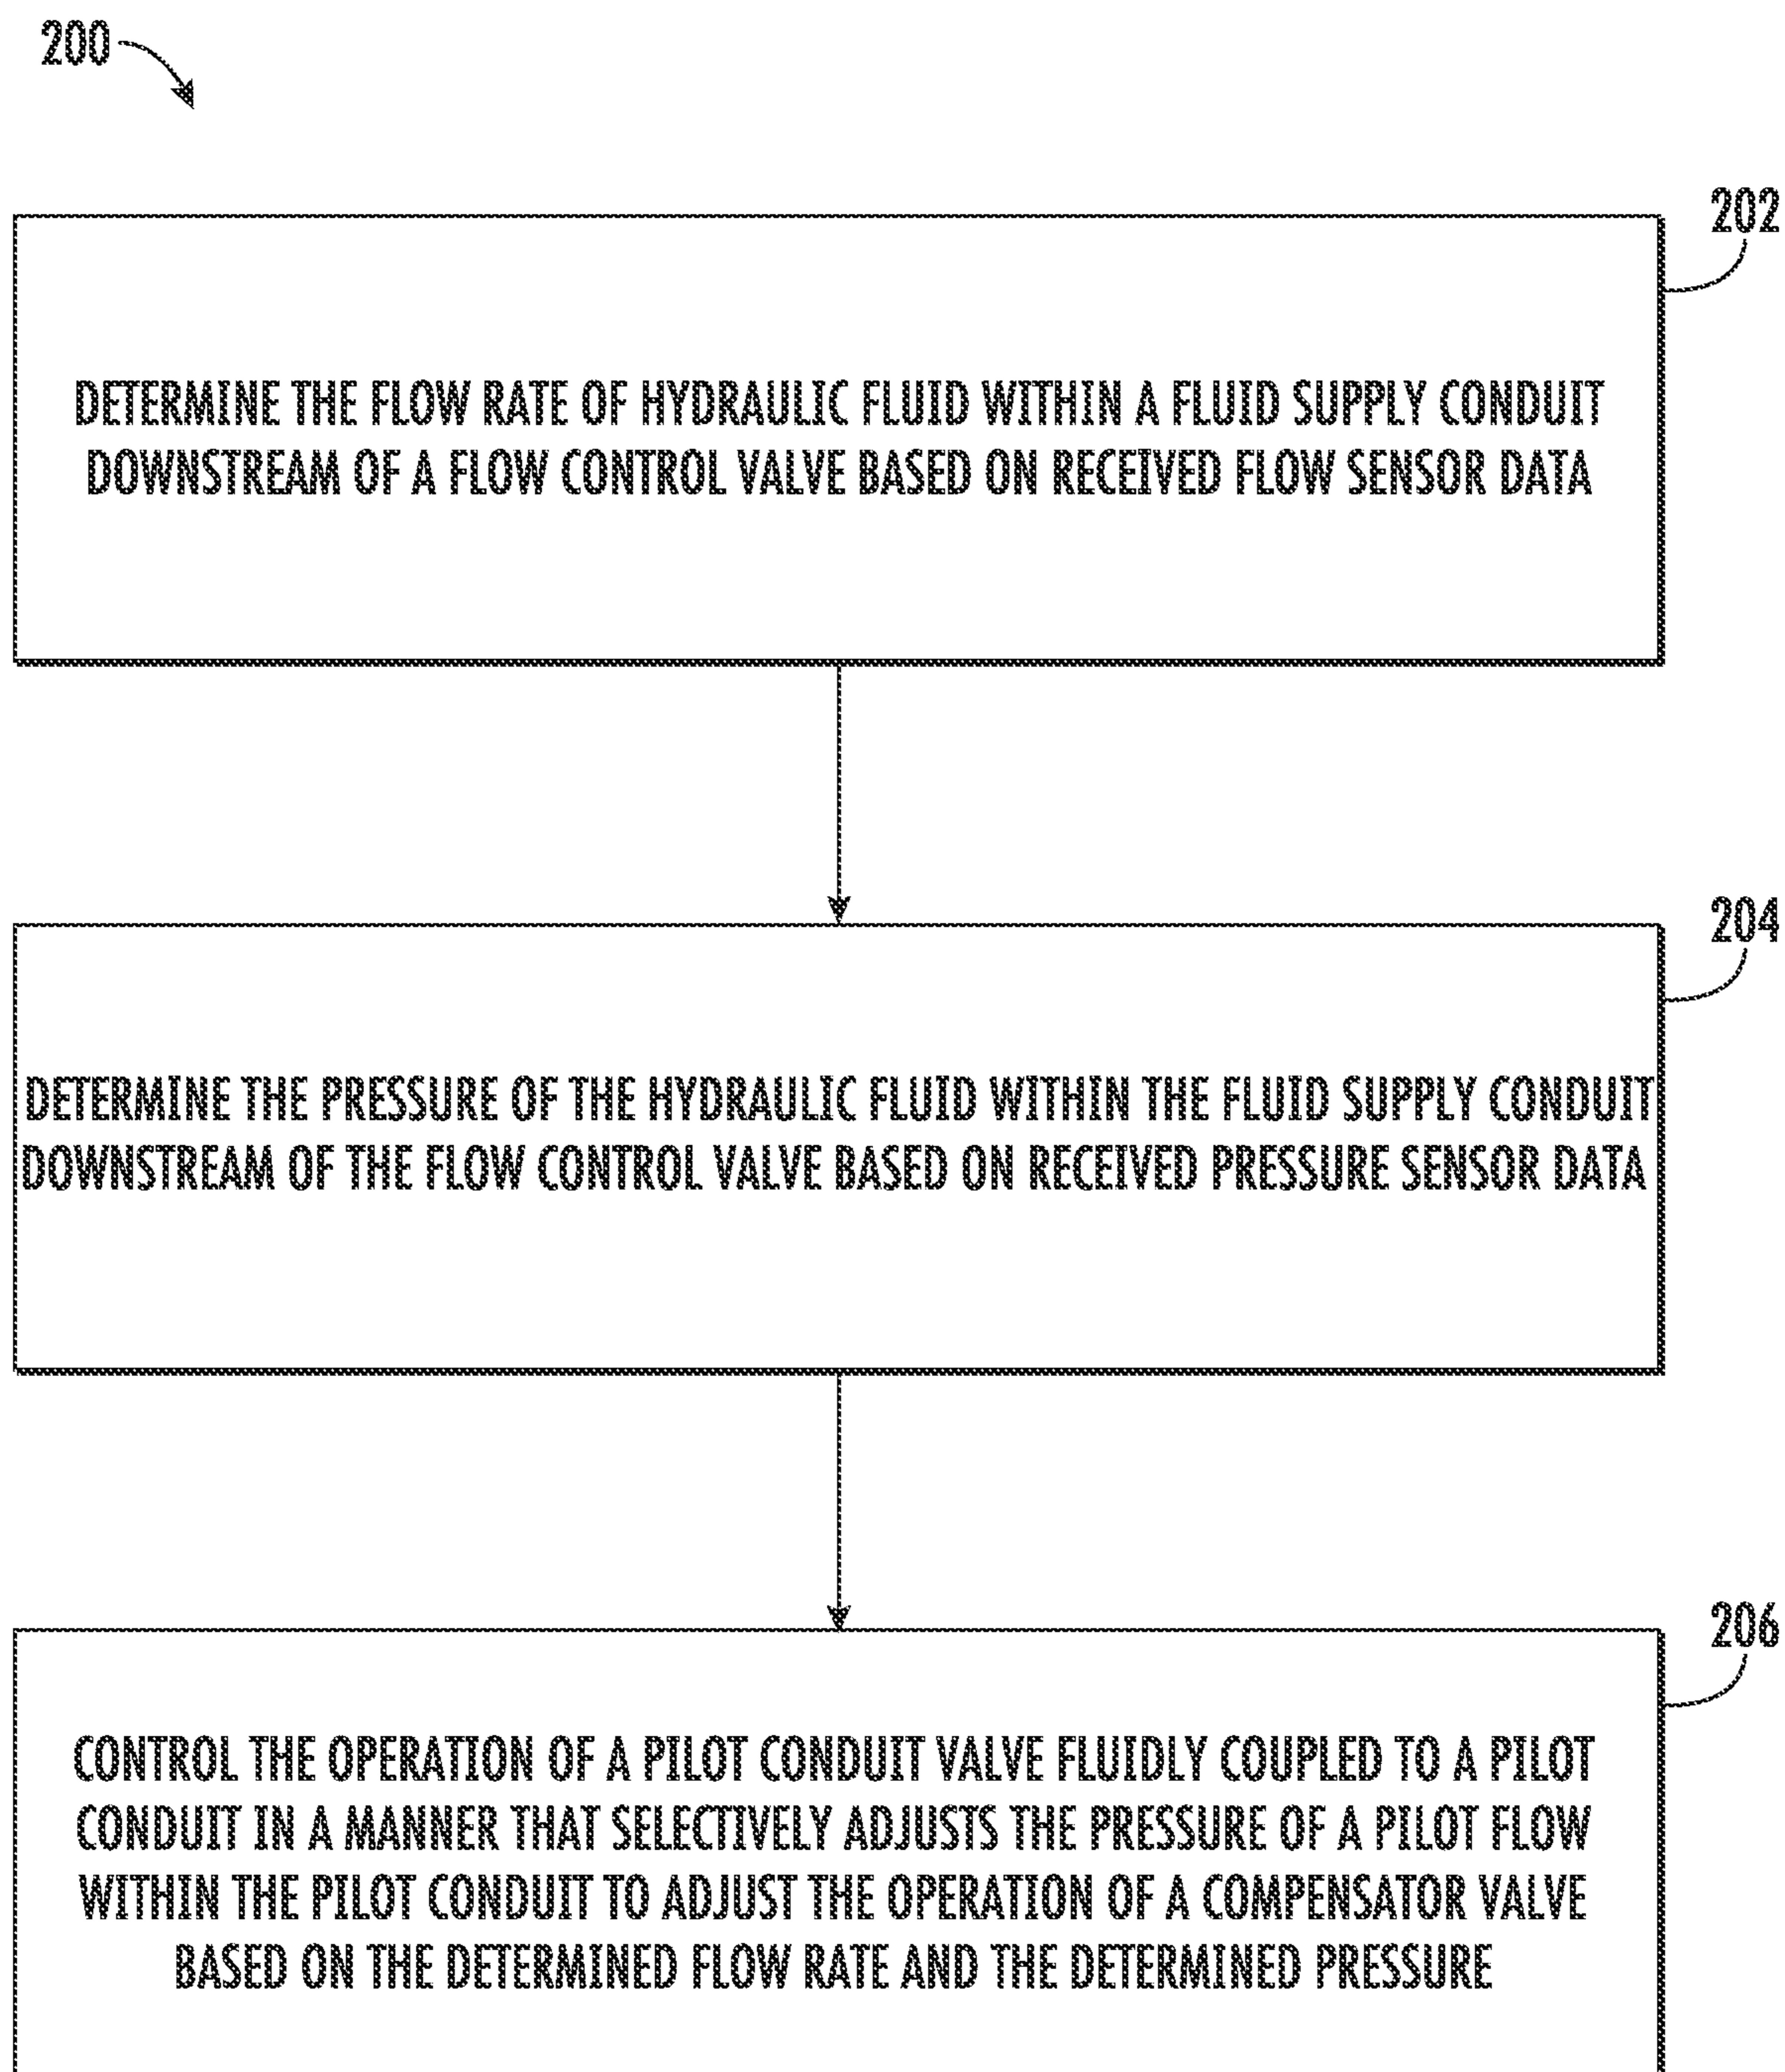 200
202
DETERMINE THE FLOW RATE OF HYDRAULIC FLUID WITHIN A FLUID SUPPLY CONDUIT
DOWNSTREAM OF A FLOW CONTROL VALVE BASED ON RECEIVED FLOW SENSOR DATA
204
DETERMINE THE PRESSURE OF THE HYDRAULIC FLUID WITHIN THE FLUID SUPPLY CONDUIT
DOWNSTREAM OF THE FLOW CONTROL VALVE BASED ON RECEIVED PRESSURE SENSOR DATA
206
CONTROL THE OPERATION OF A PILOT CONDUIT VALVE FLUIDLY COUPLED TO A PILOT
CONDUIT IN A MANNER THAT SELECTIVELY ADJUSTS THE PRESSURE OF A PILOT FLOW
WITHIN THE PILOT CONDUIT TO ADJUST THE OPERATION OF A COMPENSATOR VALVE
BASED ON THE DETERMINED FLOW RATE AND THE DETERMINED PRESSURE